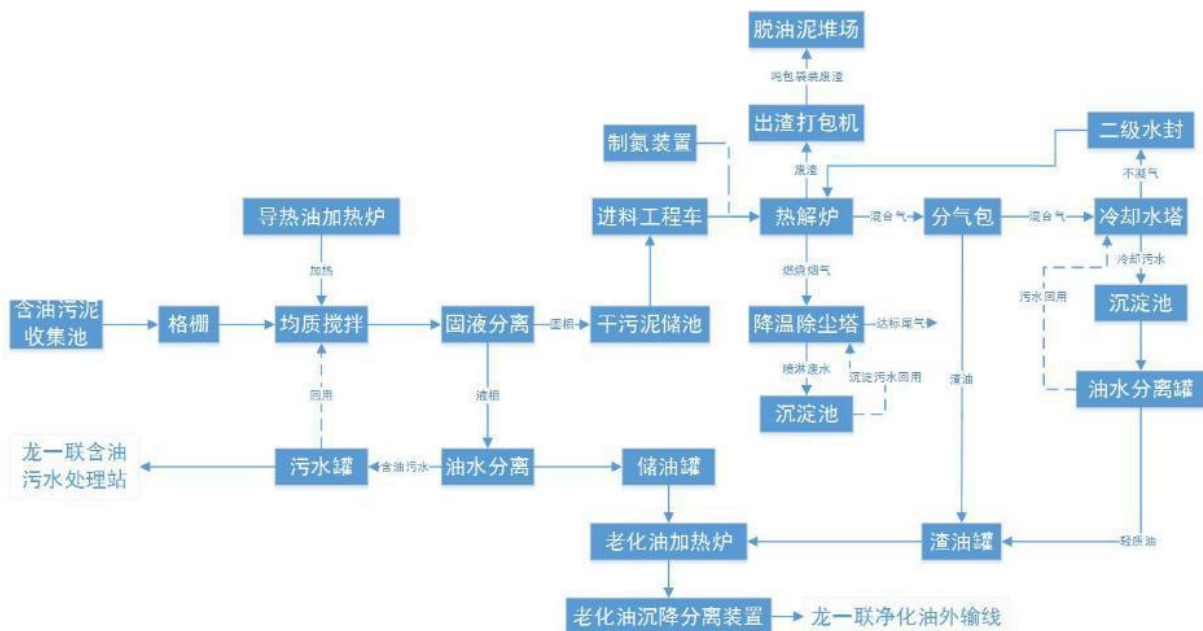 脱油泥堆场
吨包袋装废渣
出渣打包机
二级水封
制氮装置
废渣
不凝气
导热油加热炉
进料工程车
热解炉
混合气
分气包
混合气
冷却水塔
加热
燃烧烟气
冷却污水
污水回用
含油污泥
收集池
格栅
均质搅拌
固液分离
固相
干污泥储池
降温除尘塔
达标尾气
沉淀池
回用
液相
喷淋废水
沉淀污水回用
渣油
沉淀池
油水分离罐
龙一联含油
污水处理站
污水罐
含油污水
油水分离
储油罐
老化油加热炉
渣油罐
轻质油
老化油沉降分离装置
龙一联净化油外输线